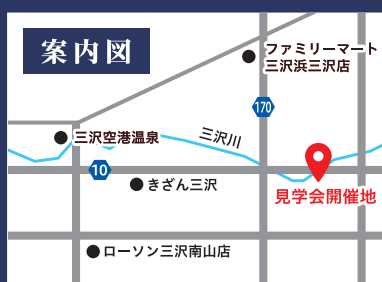 案内図
ファミリーマート
三沢浜三沢店
170
三沢川
三沢空港温泉
10
きざん三沢
見学会開催地
ローソン三沢南山店